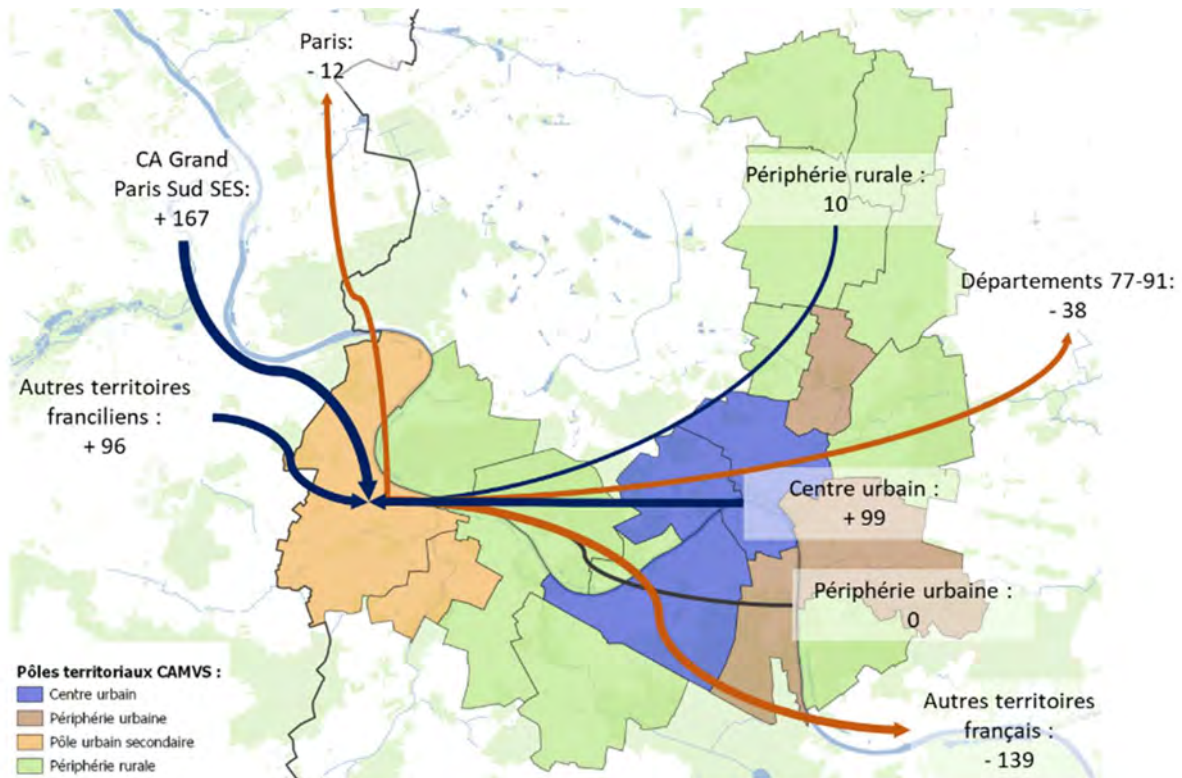 Paris:
- 12
CA Grand
Paris Sud SES:
+ 167
Périphérie rurale :
10
Départements 77-91:
- 38
Autres territoires
franciliens :
+ 96
Centre urbain :
+ 99
Périphérie urbaine :
0
Autres territoires
français :
- 139
Pôles territoriaux CAMVS :
Centre urbain
Périphérie urbaine
Pôle urbain secondaire
Périphérie rurale